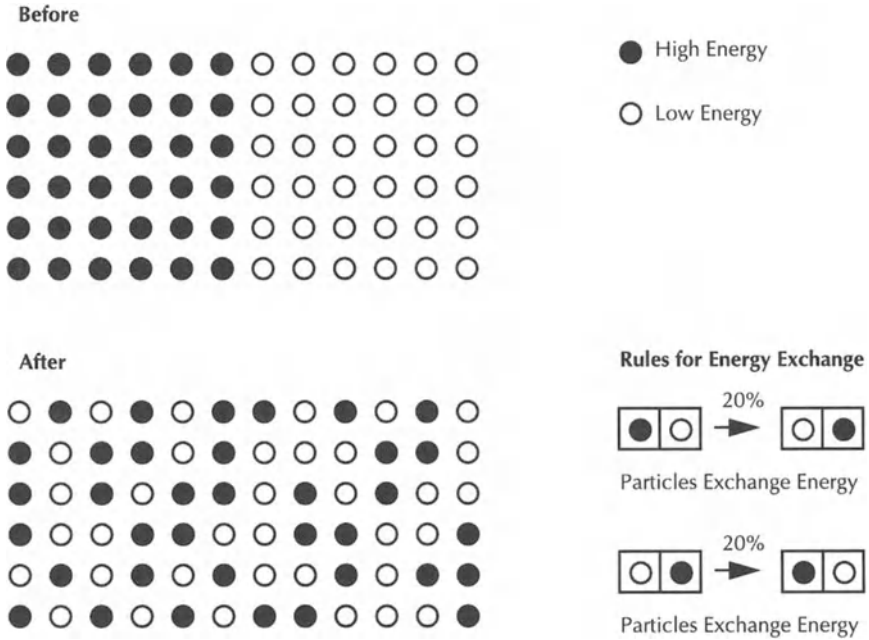 Before
High Energy
Low Energy
After
Rules for Energy Exchange
20%
Particles Exchange Energy
20%
Particles Exchange Energy